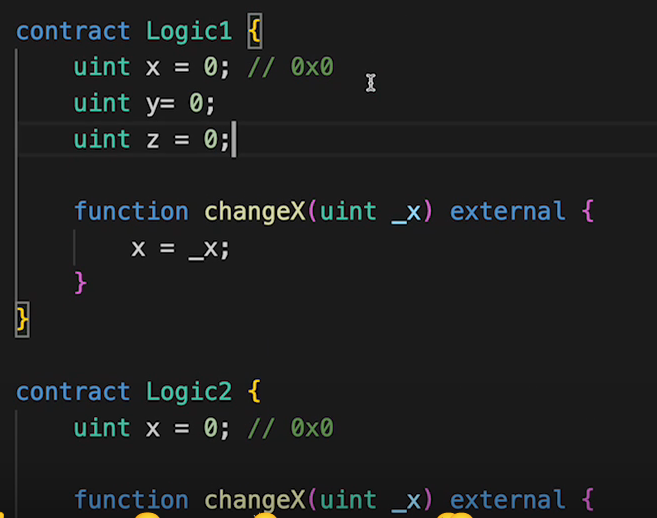 contract Logic1 {
uint x = 0; // 0x0
uint y= 0;
uint z = 0;
function changeX(uint _x) external {
x = _x;
}
}
contract Logic2 {
uint x = 0; // 0x0
function changeX(uint _x) external {